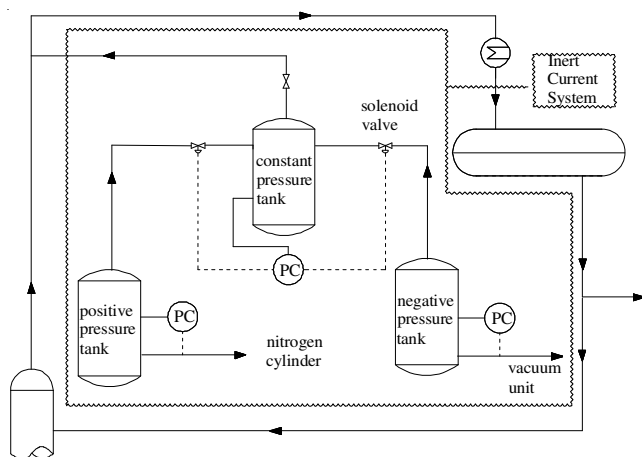 Inert
Current
System
solenoid
valve
constant
pressure
tank
PC
positive
pressure
tank
PC
nitrogen
cylinder
negative
pressure
tank
PC
vacuum
unit